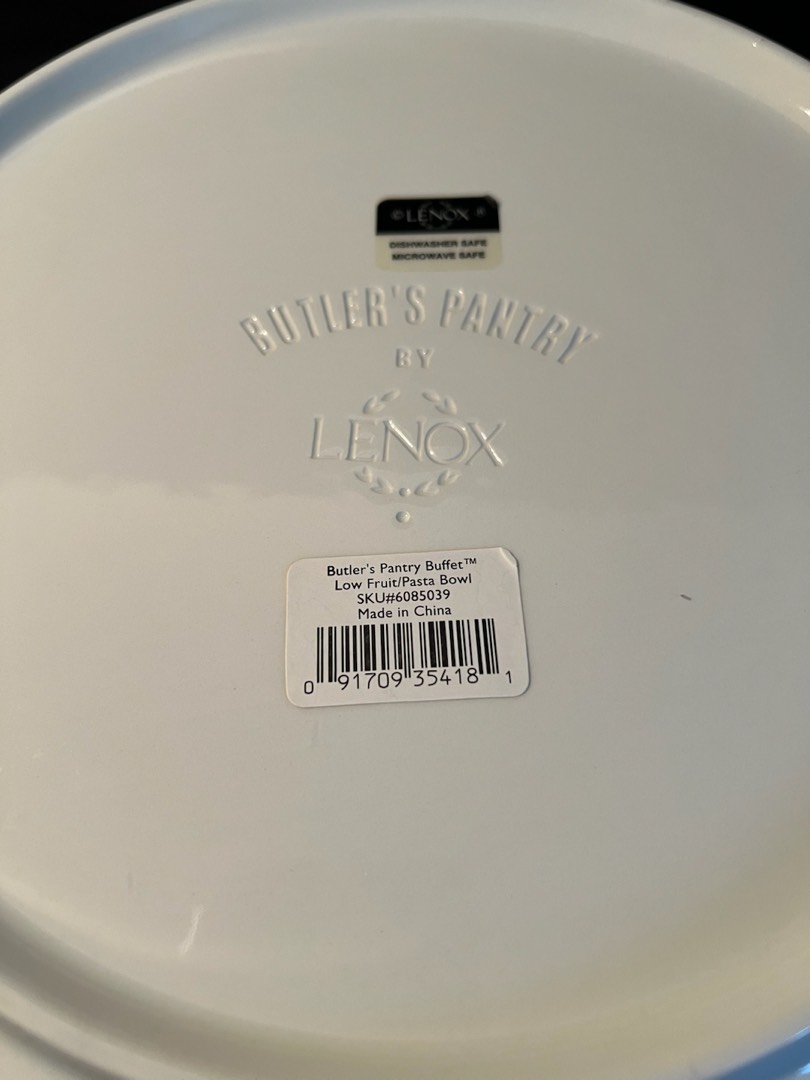 © LENOX ®
DISHWASHER SAFE
MICROWAVE SAFE
BUTLER'S PANTRY
BY
LENOX
Butler's Pantry Buffet™
Low Fruit/Pasta Bowl
SKU#6085039
Made in China
0 91709 35418 1